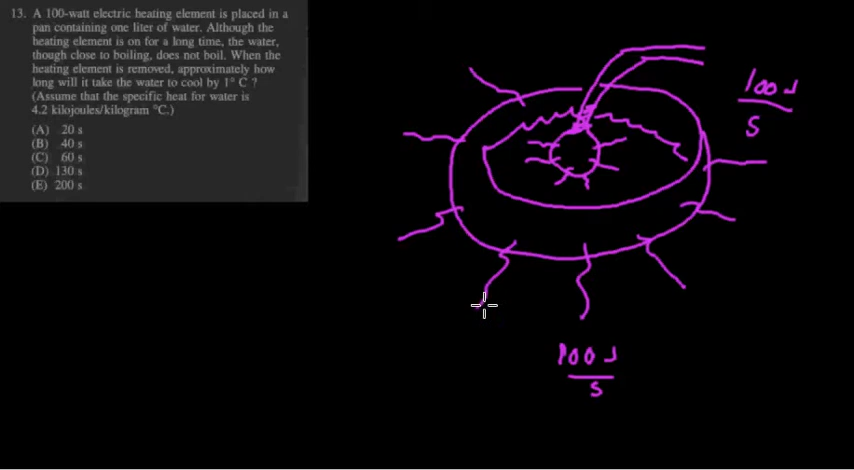 13. A 100-watt electric heating element is placed in a
pan containing one liter of water. Although the
heating element is on for a long time, the water,
though close to boiling, does not boil. When the
heating element is removed, approximately how
long will it take the water to cool by 1° C ?
(Assume that the specific heat for water is
4.2 kilojoules/kilogram °C.)
(A) 20 s
(B) 40 s
(C) 60 s
(D) 130 s
(E) 200 s
100 J
s
100 J
s